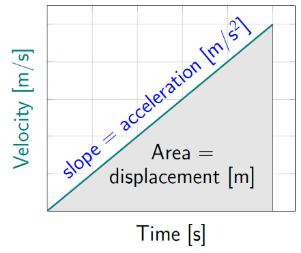 Velocity [m/s]
slope = acceleration [m/s²]
Area =
displacement [m]
Time [s]